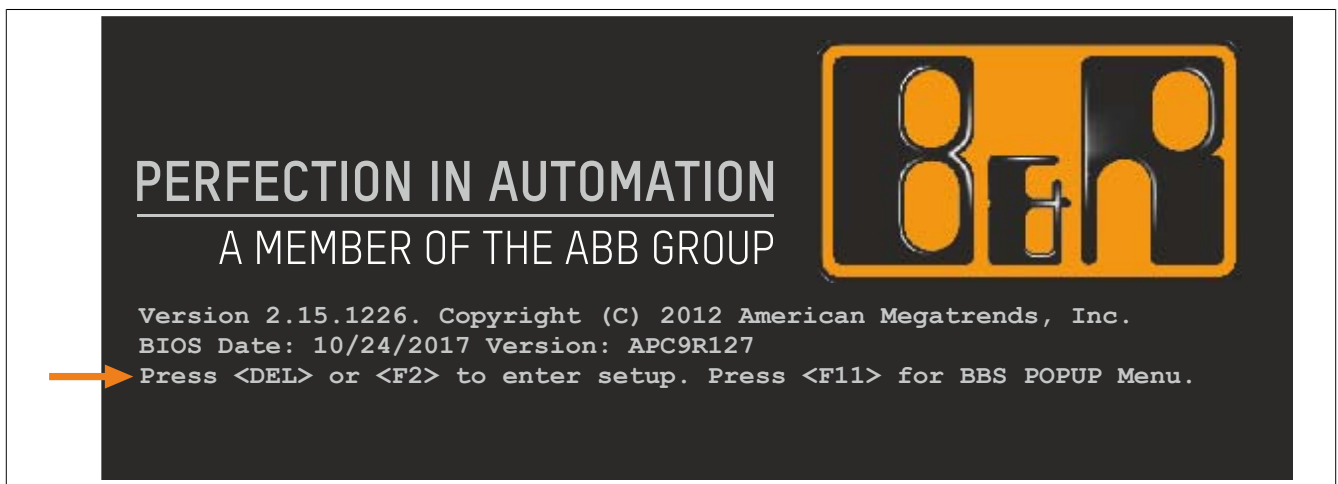 PERFECTION IN AUTOMATION
A MEMBER OF THE ABB GROUP
B&R
Version 2.15.1226. Copyright (C) 2012 American Megatrends, Inc.
BIOS Date: 10/24/2017 Version: APC9R127
Press <DEL> or <F2> to enter setup. Press <F11> for BBS POPUP Menu.